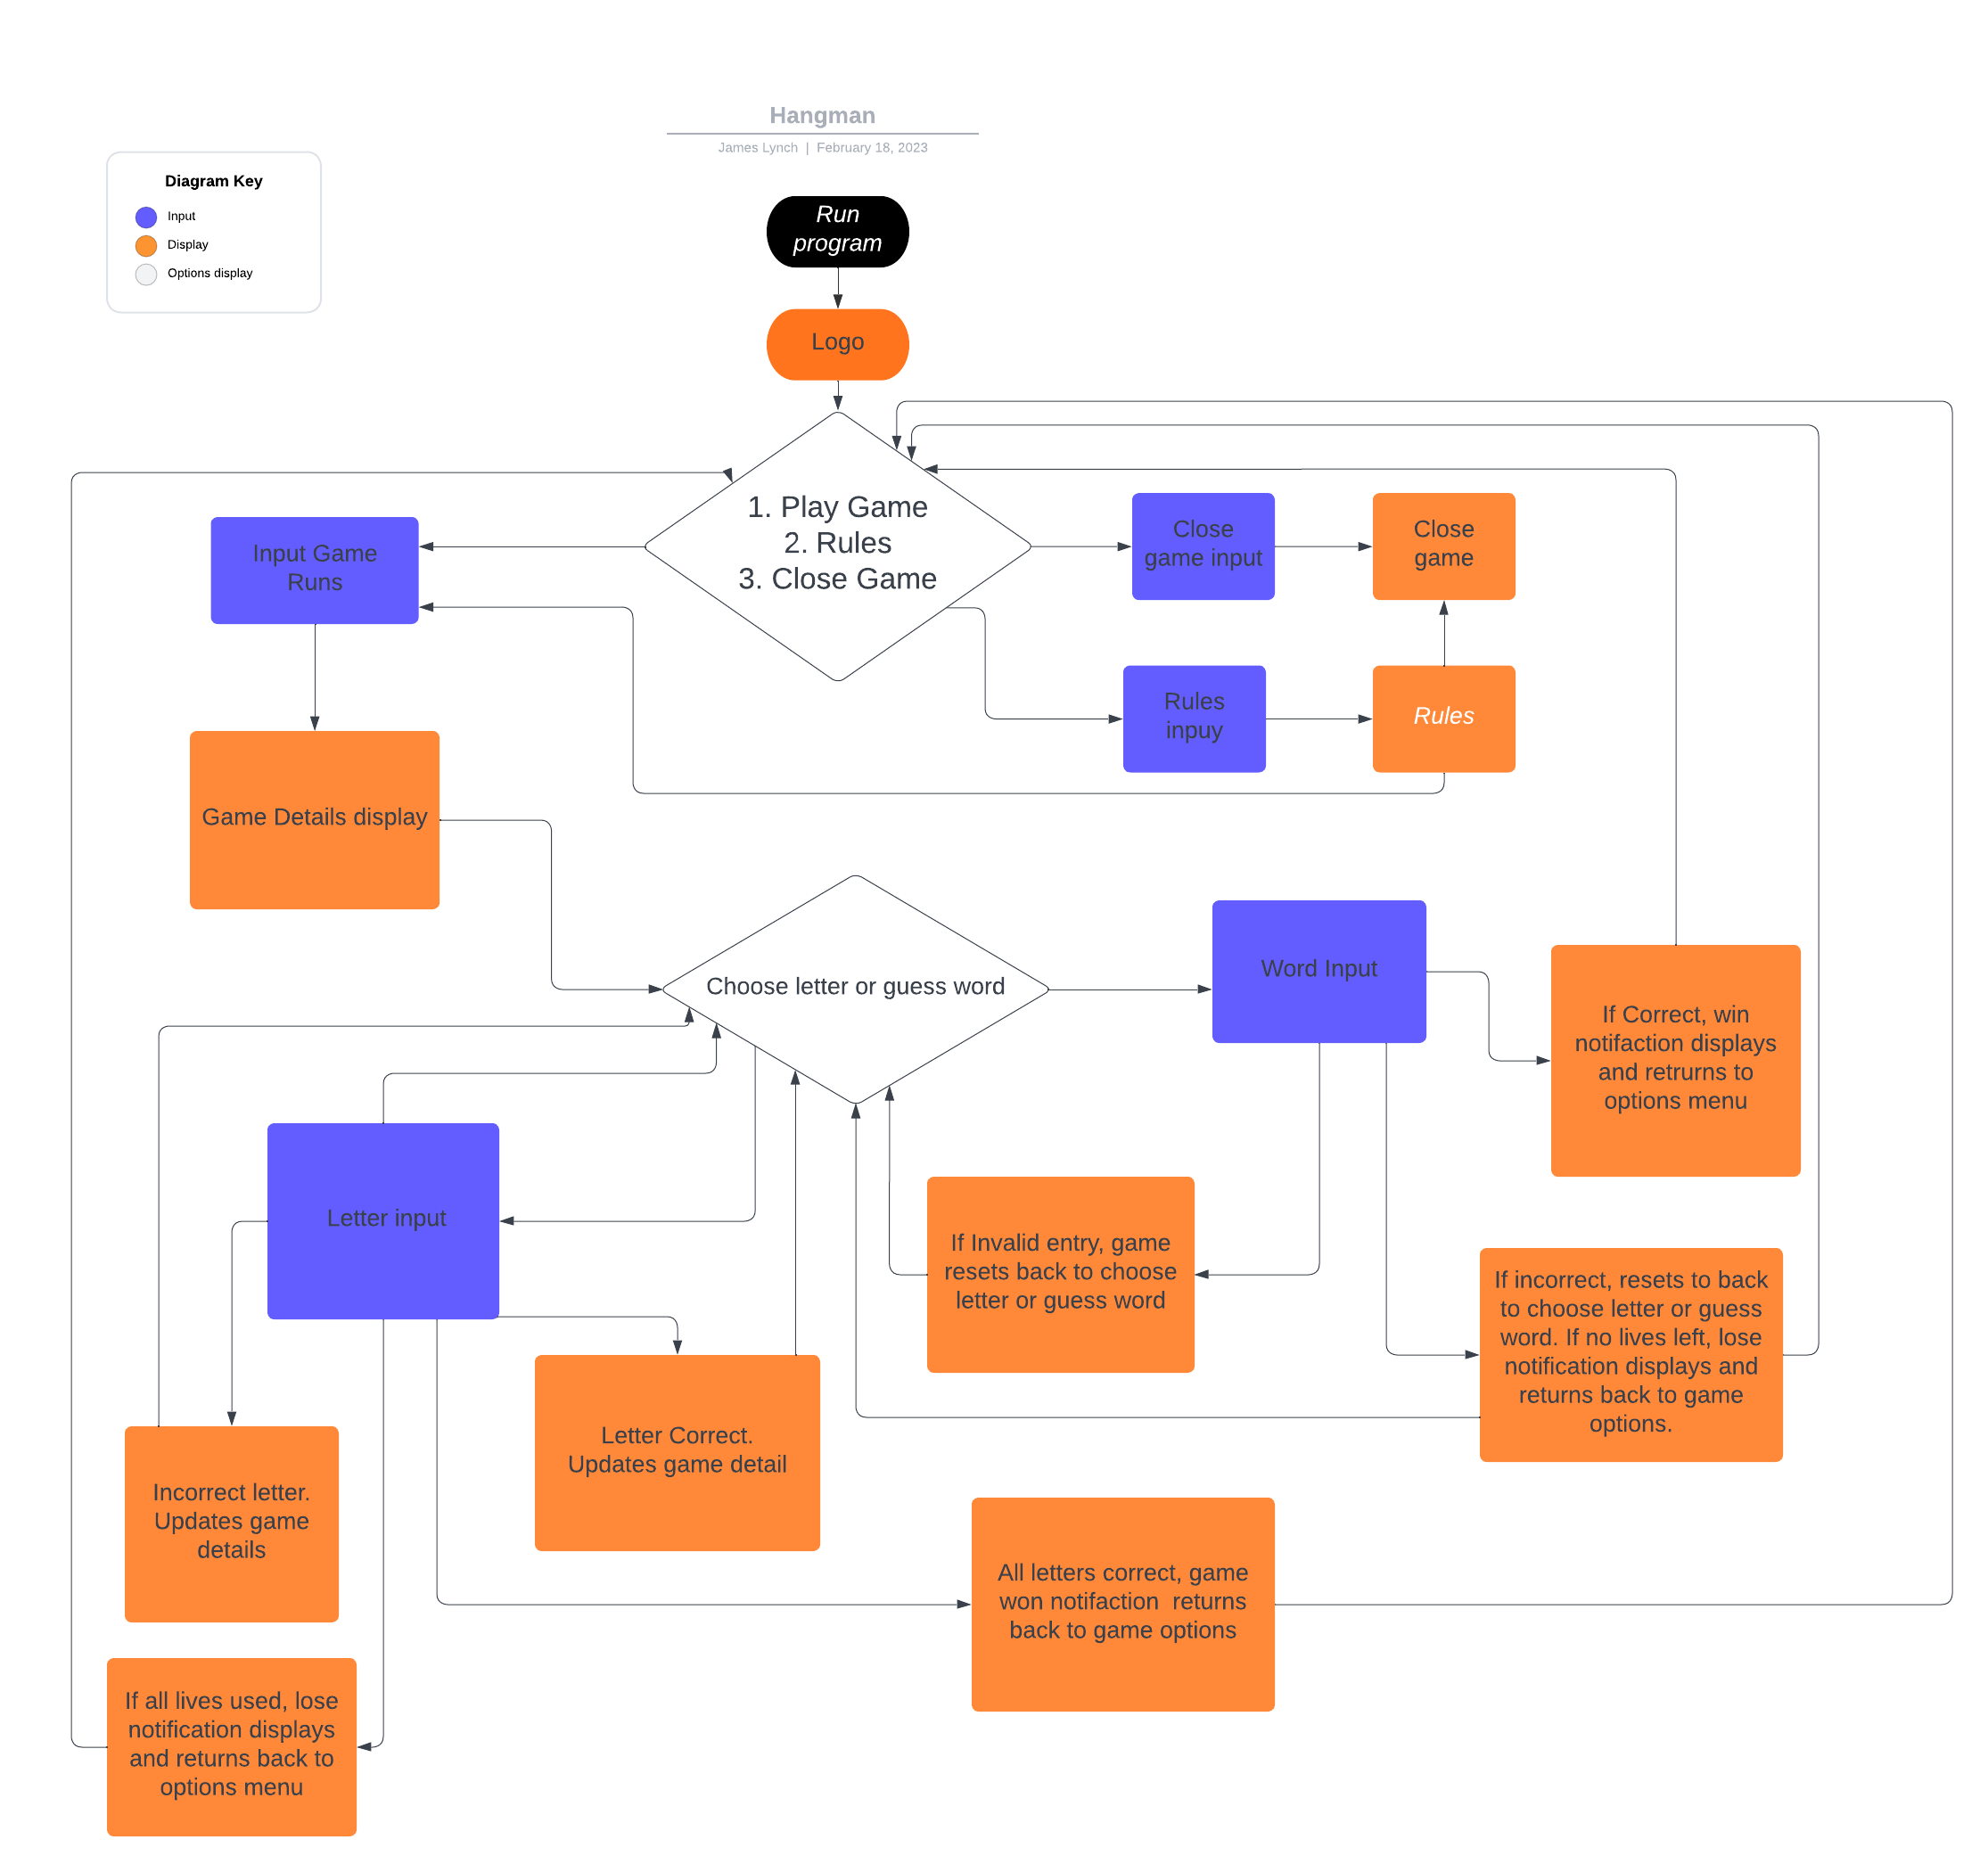 Hangman
James Lynch | February 18, 2023
Diagram Key
Input
Display
Options display
Run
program
Logo
1. Play Game
2. Rules
3. Close Game
Input Game
Runs
Close
game input
Close
game
Rules
inpuy
Rules
Game Details display
Choose letter or guess word
Word Input
If Correct, win
notifaction displays
and retrurns to
options menu
Letter input
If Invalid entry, game
resets back to choose
letter or guess word
If incorrect, resets to back
to choose letter or guess
word. If no lives left, lose
notification displays and
returns back to game
options.
Letter Correct.
Updates game detail
Incorrect letter.
Updates game
details
All letters correct, game
won notifaction  returns
back to game options
If all lives used, lose
notification displays
and returns back to
options menu